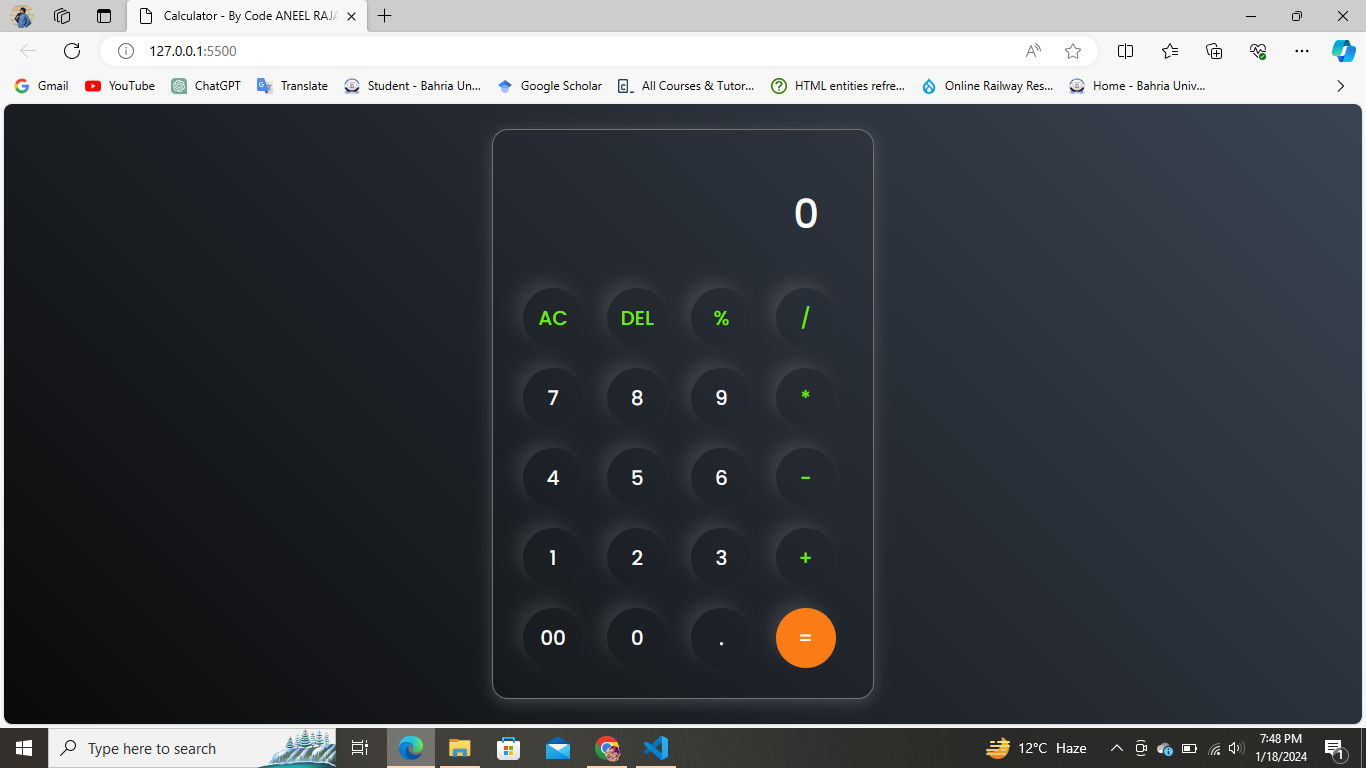 Calculator - By Code ANEEL RAJA
127.0.0.1:5500
Gmail YouTube ChatGPT Translate Student - Bahria Un... Google Scholar All Courses & Tutor... HTML entities refre... Online Railway Res... Home - Bahria Univ...
0
AC DEL % /
7 8 9 *
4 5 6 -
1 2 3 +
00 0 . =
Type here to search
12°C Haze
7:48 PM
1/18/2024
1